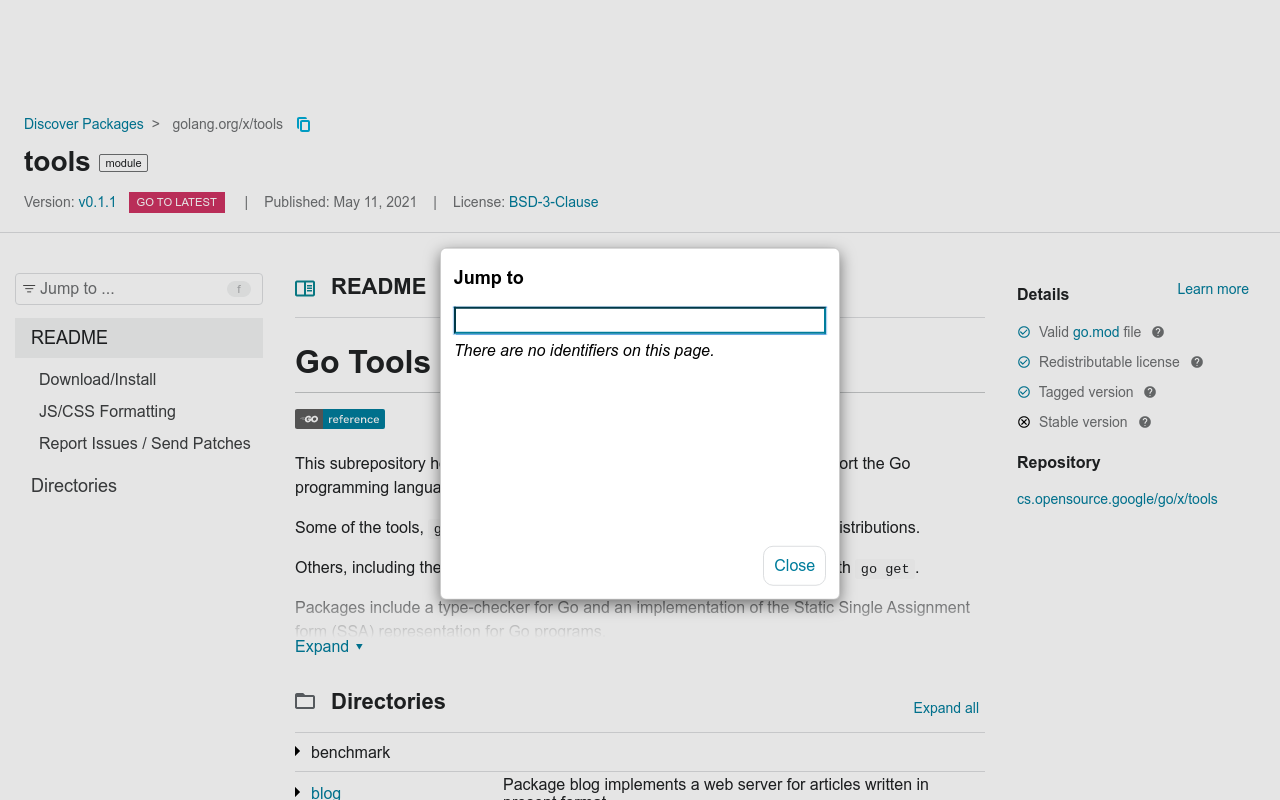 Discover Packages > golang.org/x/tools
tools module
Version: v0.1.1 GO TO LATEST | Published: May 11, 2021 | License: BSD-3-Clause
Jump to ... f
README
Download/Install
JS/CSS Formatting
Report Issues / Send Patches
Directories
README
Go Tools
GO reference
This subrepository ort the Go
programming
Some of the tools, istributions.
Others, including the th go get.
Packages include a type-checker for Go and an implementation of the Static Single Assignment
form (SSA) representation for Go programs.
Expand
Directories Expand all
benchmark
blog Package blog implements a web server for articles written in
present format.
Jump to
There are no identifiers on this page.
Close
Details Learn more
Valid go.mod file ?
Redistributable license ?
Tagged version ?
Stable version ?
Repository
cs.opensource.google/go/x/tools